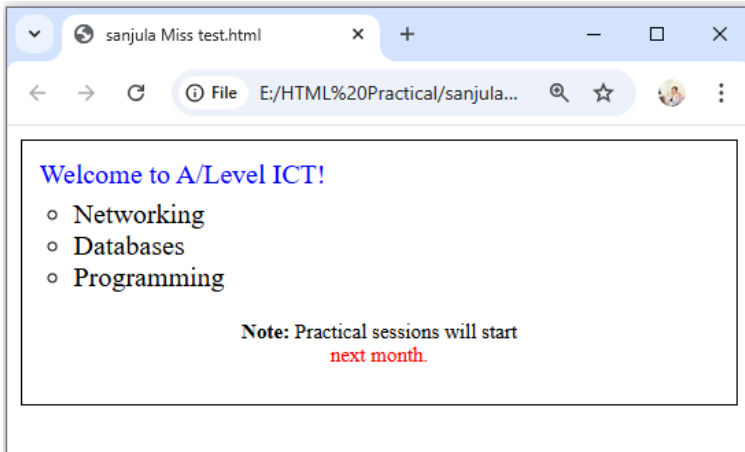 sanjula Miss test.html
File E:/HTML%20Practical/sanjula...
Welcome to A/Level ICT!
Networking
Databases
Programming
Note: Practical sessions will start
next month.